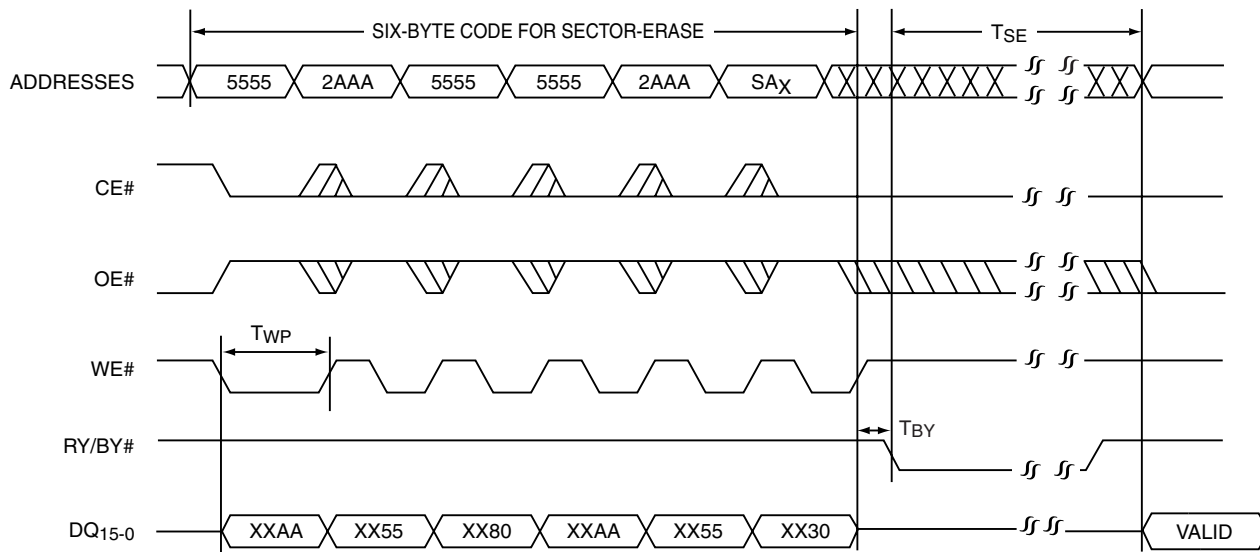 SIX-BYTE CODE FOR SECTOR-ERASE TSE
ADDRESSES 5555 2AAA 5555 5555 2AAA SAX
CE#
OE#
TWP
WE#
RY/BY# TBY
DQ15-0 XXAA XX55 XX80 XXAA XX55 XX30 VALID